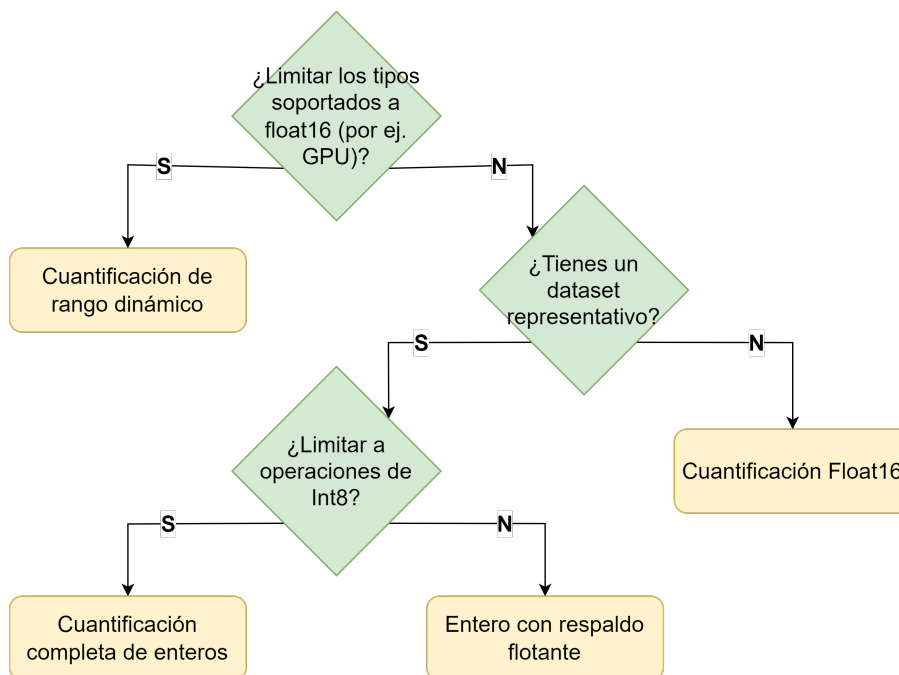 ¿Limitar los tipos
soportados a
float16 (por ej.
GPU)?
S
N
Cuantificación de
rango dinámico
¿Tienes un
dataset
representativo?
S
N
¿Limitar a
operaciones de
Int8?
Cuantificación Float16
S
N
Cuantificación
completa de enteros
Entero con respaldo
flotante